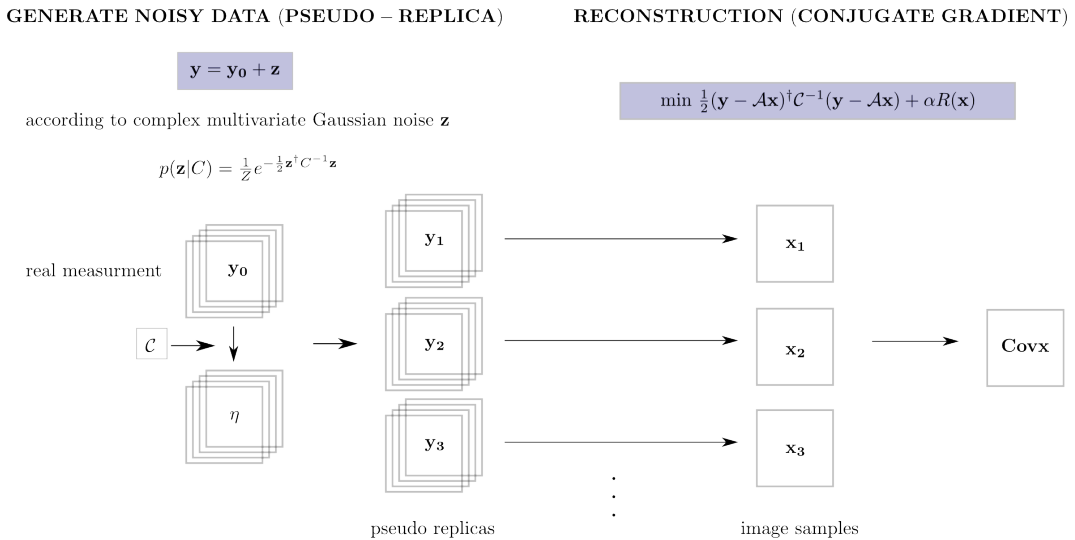 GENERATE NOISY DATA (PSEUDO – REPLICA)
y = y₀ + z
according to complex multivariate Gaussian noise z
p(z|C) = 1/Z e^{-1/2 z†C⁻¹z}
real measurment
y₀
C
η
y₁
y₂
y₃
pseudo replicas
RECONSTRUCTION (CONJUGATE GRADIENT)
min 1/2(y − 𝒜x)†𝒞⁻¹(y − 𝒜x) + αR(x)
x₁
x₂
x₃
image samples
Covx